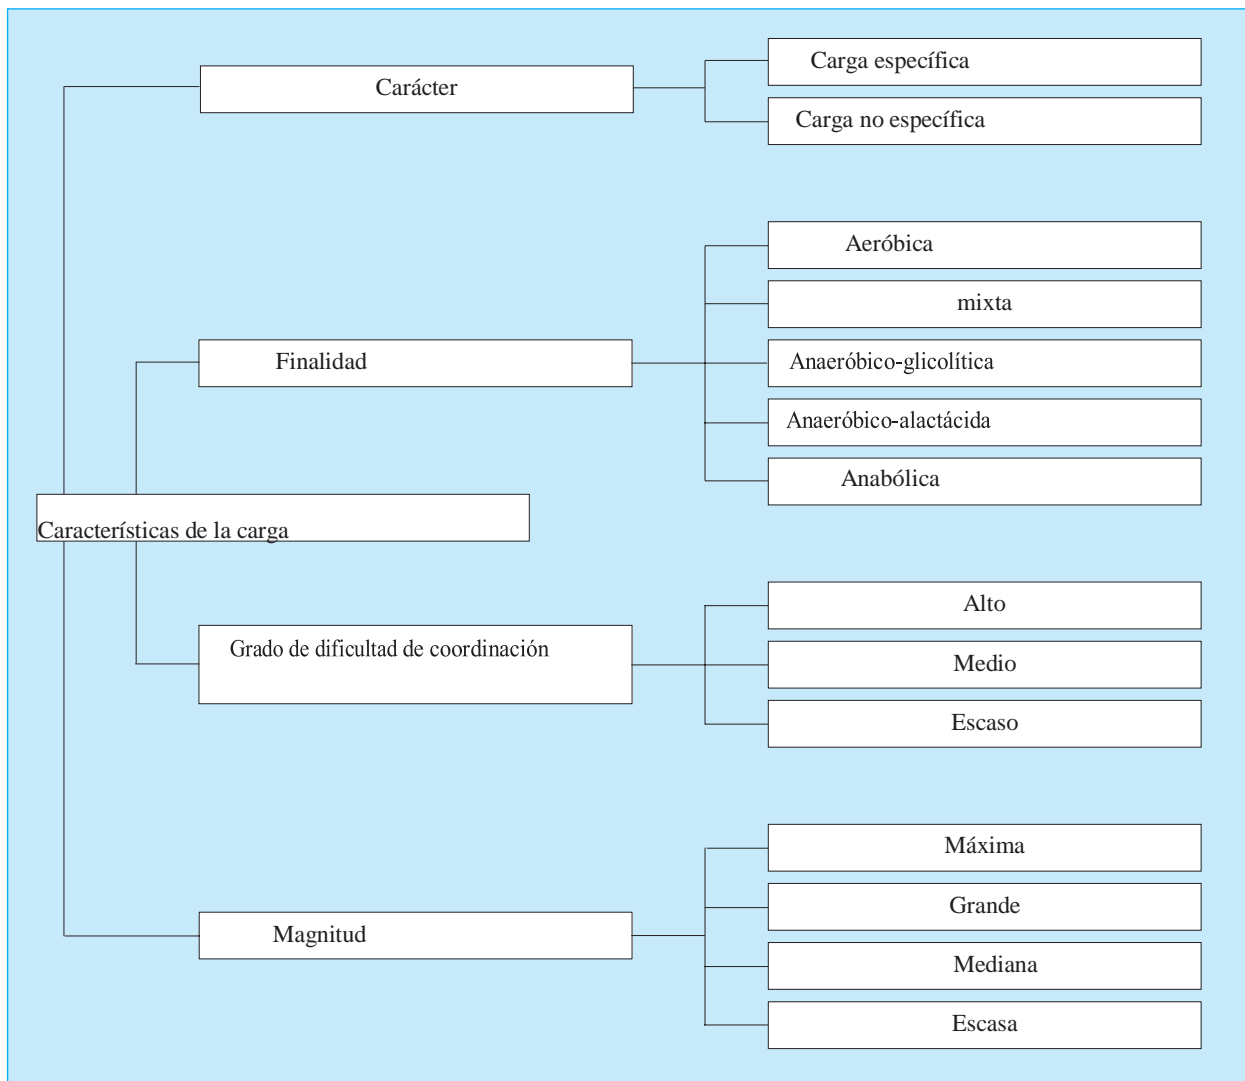 Carga específica
Carácter
Carga no específica
Aeróbica
mixta
Finalidad
Anaeróbico-glicolítica
Anaeróbico-alactácida
Anabólica
Características de la carga
Alto
Grado de dificultad de coordinación
Medio
Escaso
Máxima
Grande
Magnitud
Mediana
Escasa